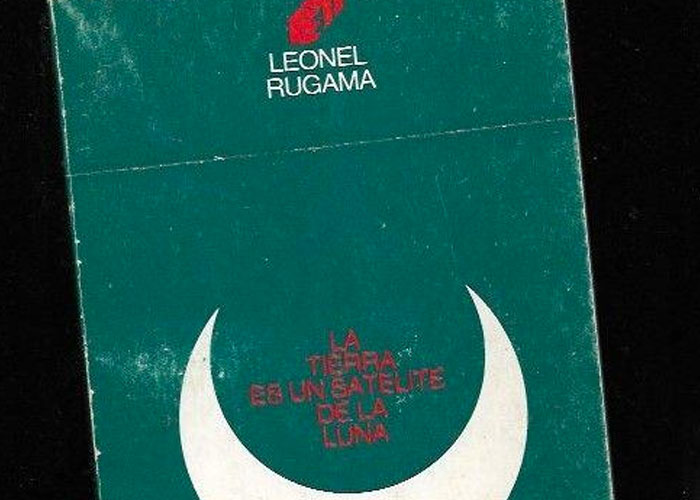 LEONEL
RUGAMA
LA
TIERRA
ES UN SATELITE
DE LA
LUNA